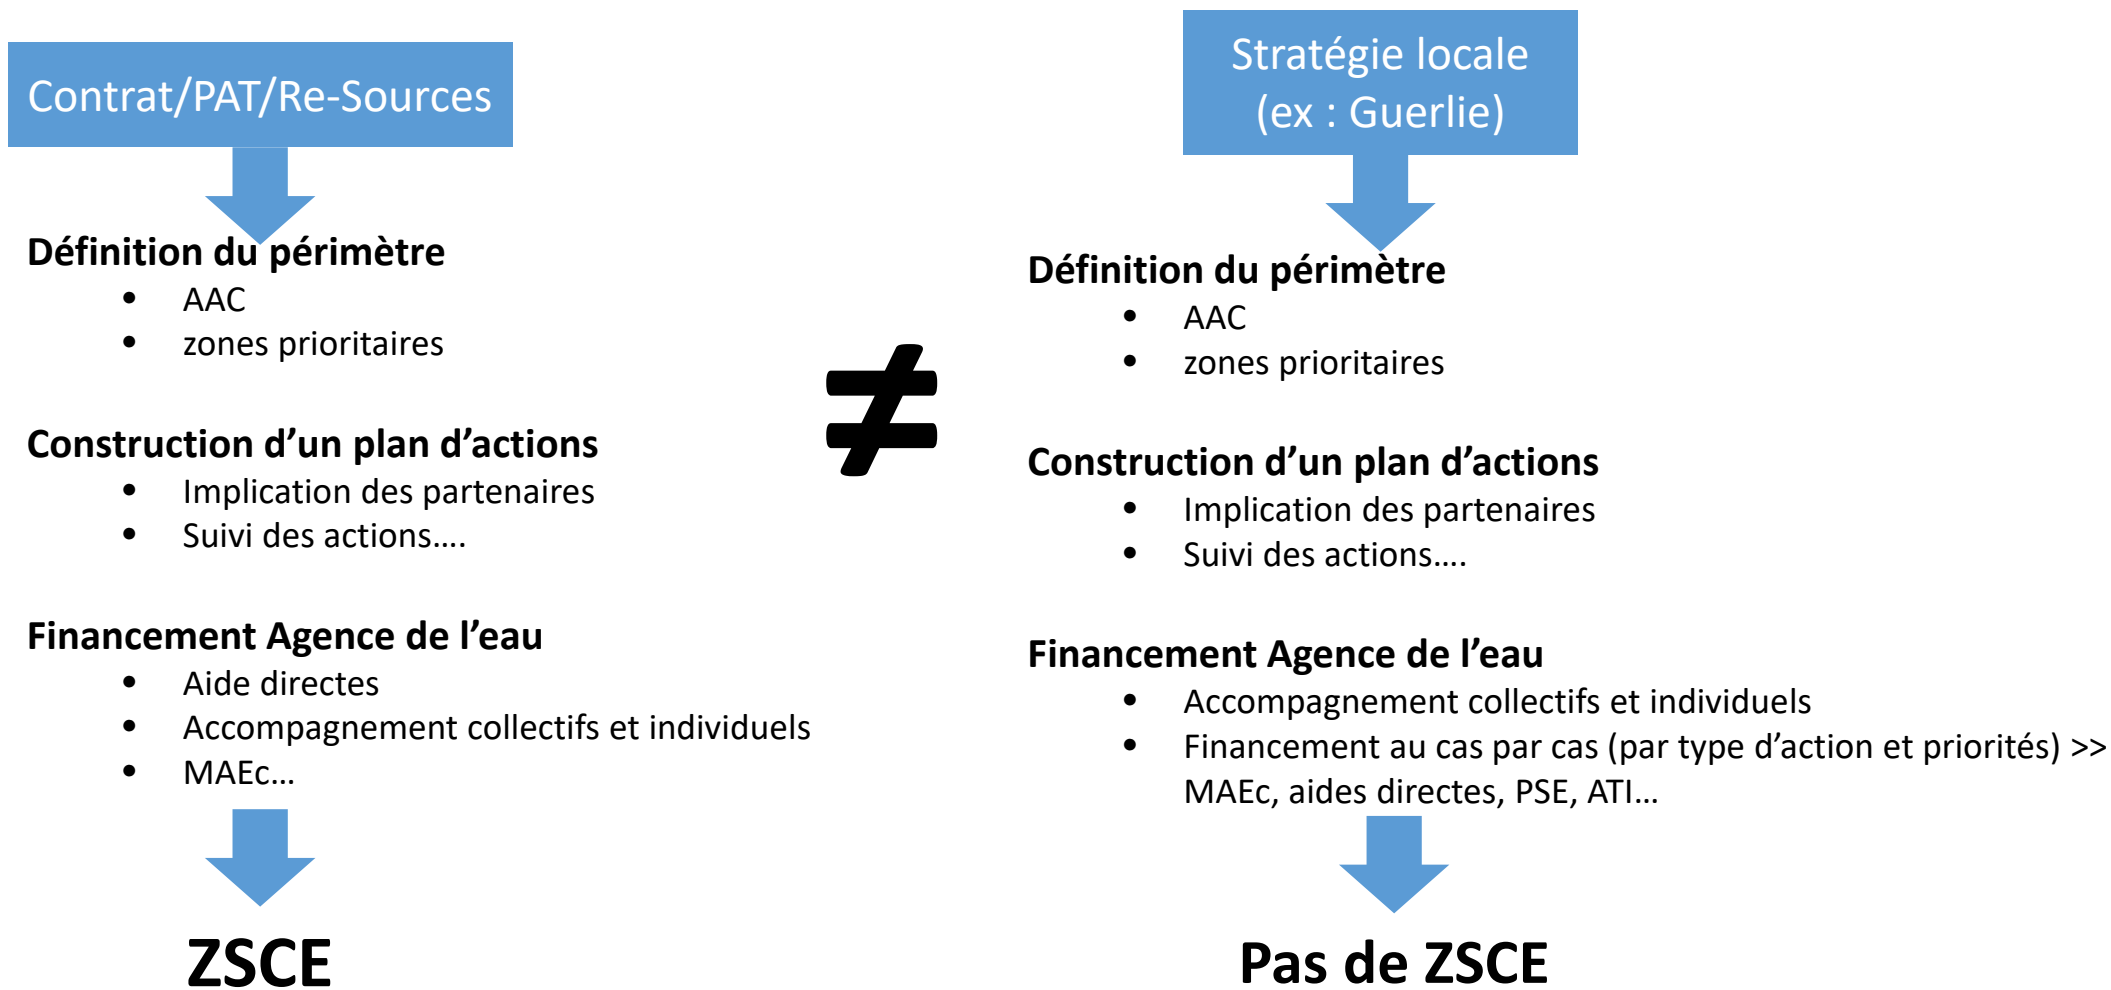 Contrat/PAT/Re-Sources
Définition du périmètre
• AAC
• zones prioritaires
Construction d’un plan d’actions
• Implication des partenaires
• Suivi des actions….
Financement Agence de l’eau
• Aide directes
• Accompagnement collectifs et individuels
• MAEc…
ZSCE
≠
Stratégie locale
(ex : Guerlie)
Définition du périmètre
• AAC
• zones prioritaires
Construction d’un plan d’actions
• Implication des partenaires
• Suivi des actions….
Financement Agence de l’eau
• Accompagnement collectifs et individuels
• Financement au cas par cas (par type d’action et priorités) >>
MAEc, aides directes, PSE, ATI…
Pas de ZSCE